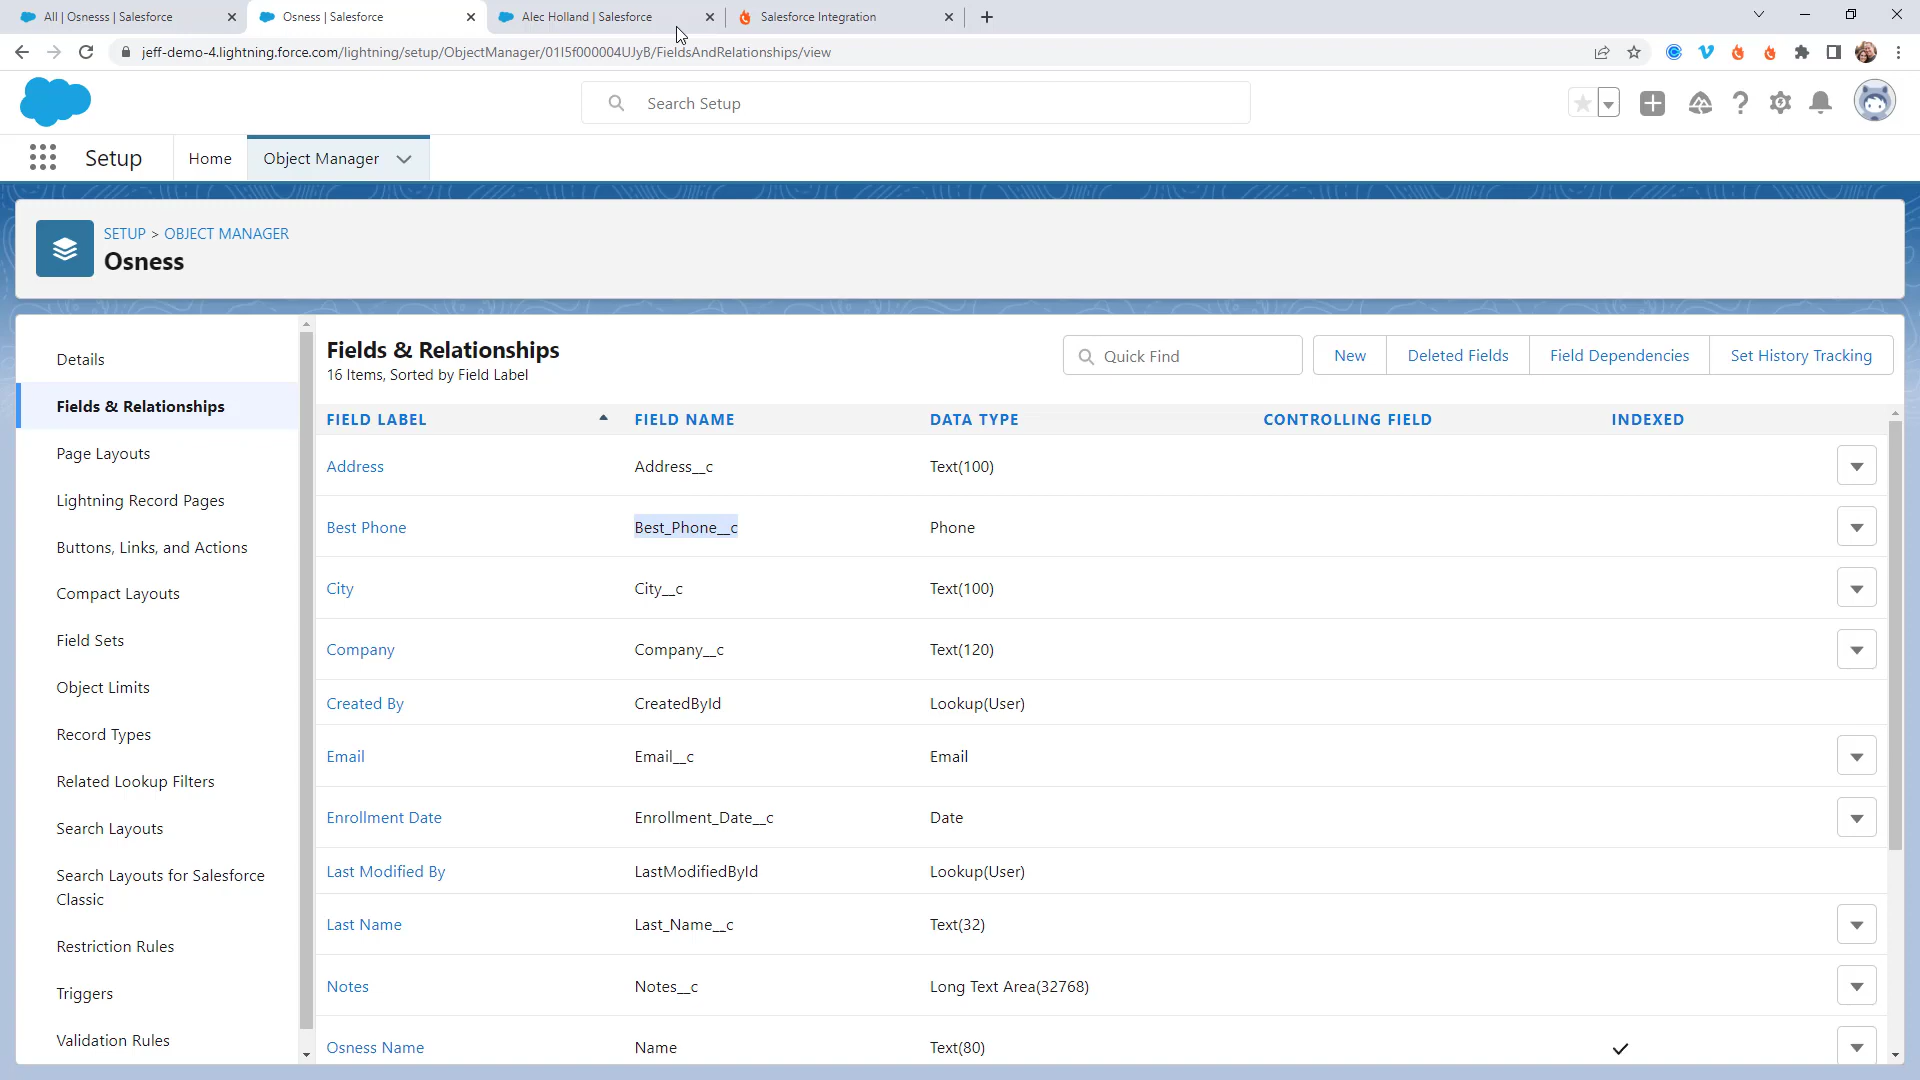 All | Osnesss | Salesforce
Osness | Salesforce
Alec Holland | Salesforce
Salesforce Integration
jeff-demo-4.lightning.force.com/lightning/setup/ObjectManager/01I5f000004UJyB/FieldsAndRelationships/view
Search Setup
Setup
Home
Object Manager
SETUP > OBJECT MANAGER
Osness
Details
Fields & Relationships
Page Layouts
Lightning Record Pages
Buttons, Links, and Actions
Compact Layouts
Field Sets
Object Limits
Record Types
Related Lookup Filters
Search Layouts
Search Layouts for Salesforce
Classic
Restriction Rules
Triggers
Validation Rules
Fields & Relationships
16 Items, Sorted by Field Label
Quick Find
New
Deleted Fields
Field Dependencies
Set History Tracking
FIELD LABEL FIELD NAME DATA TYPE CONTROLLING FIELD INDEXED
Address Address__c Text(100)
Best Phone Best_Phone__c Phone
City City__c Text(100)
Company Company__c Text(120)
Created By CreatedById Lookup(User)
Email Email__c Email
Enrollment Date Enrollment_Date__c Date
Last Modified By LastModifiedById Lookup(User)
Last Name Last_Name__c Text(32)
Notes Notes__c Long Text Area(32768)
Osness Name Name Text(80)